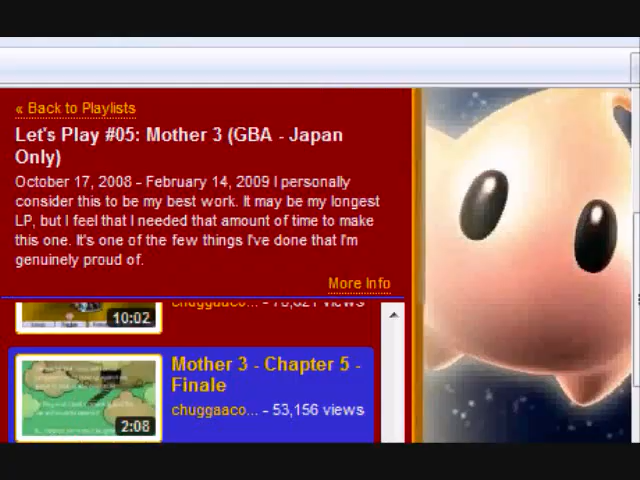 « Back to Playlists
Let's Play #05: Mother 3 (GBA - Japan
Only)
October 17, 2008 - February 14, 2009 I personally
consider this to be my best work. It may be my longest
LP, but I feel that I needed that amount of time to make
this one. It's one of the few things I've done that I'm
genuinely proud of.
More Info
chuggaaco... - views
10:02
Mother 3 - Chapter 5 -
Finale
chuggaaco... - 53,156 views
2:08